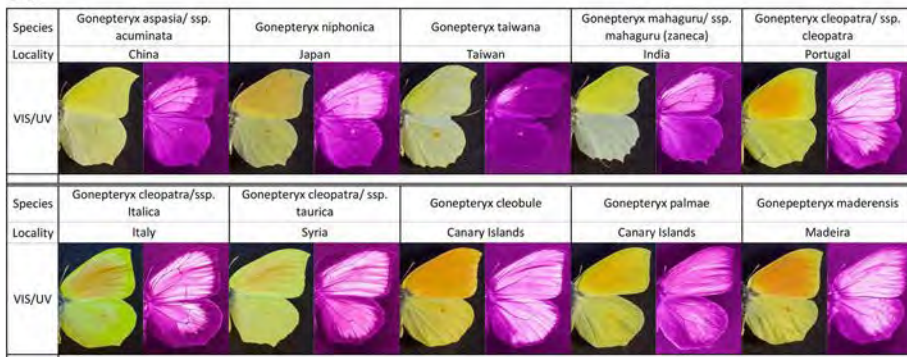 Species
Gonepteryx aspasia/ ssp.
acuminata
Gonepteryx niphonica
Gonepteryx taiwana
Gonepteryx mahaguru/ ssp.
mahaguru (zaneca)
Gonepteryx cleopatra/ ssp.
cleopatra
Locality
China
Japan
Taiwan
India
Portugal
VIS/UV
Species
Gonepteryx cleopatra/ssp.
Italica
Gonepteryx cleopatra/ ssp.
taurica
Gonepteryx cleobule
Gonepteryx palmae
Gonepepteryx maderensis
Locality
Italy
Syria
Canary Islands
Canary Islands
Madeira
VIS/UV